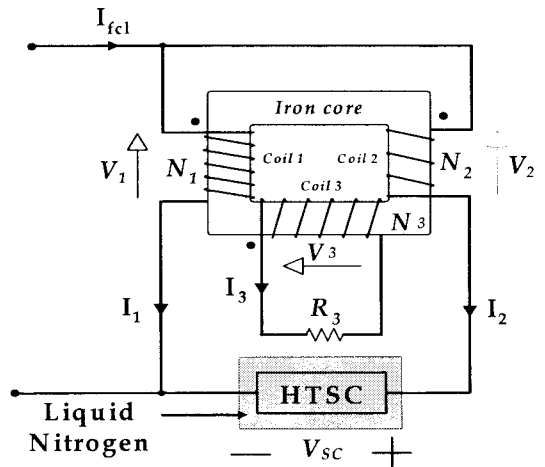 I_fcl
Iron core
V_1
N_1
Coil 1
Coil 2
N_2
V_2
Coil 3
N_3
V_3
I_1
I_3
R_3
I_2
HTSC
Liquid
Nitrogen
— V_SC +